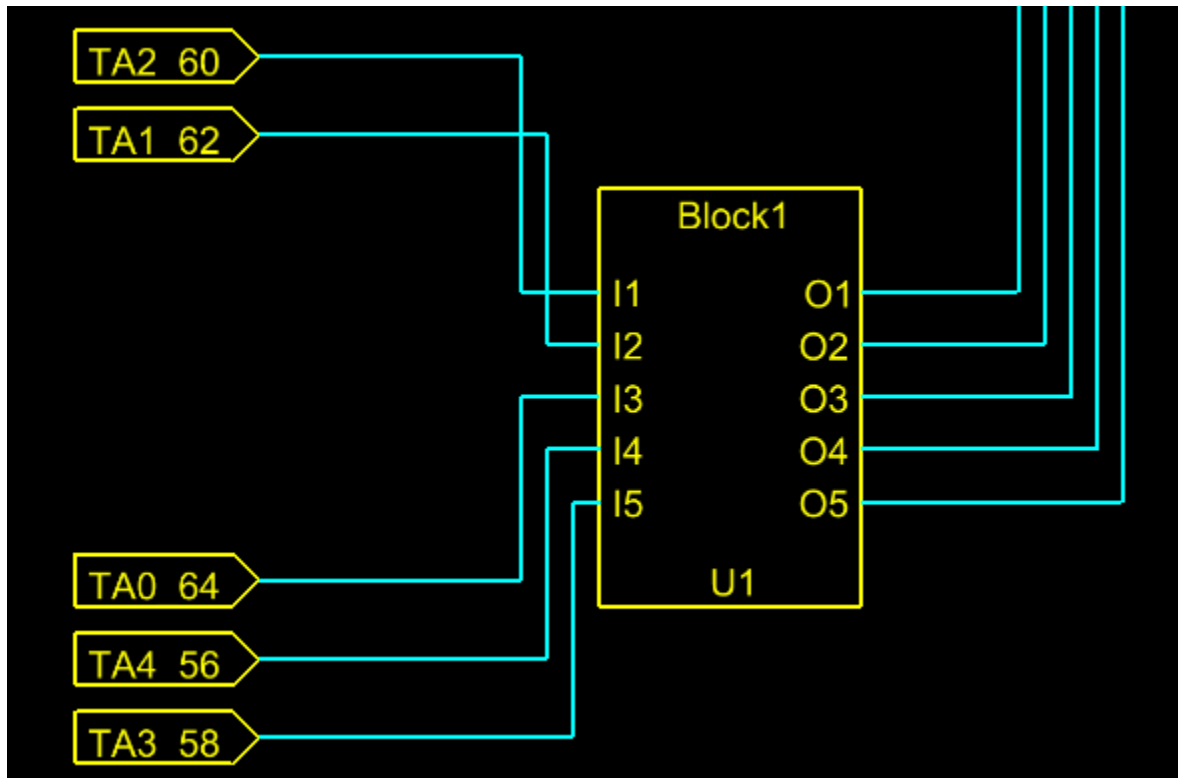 TA2 60
TA1 62
Block1
I1 O1
I2 O2
I3 O3
I4 O4
I5 O5
TA0 64
U1
TA4 56
TA3 58